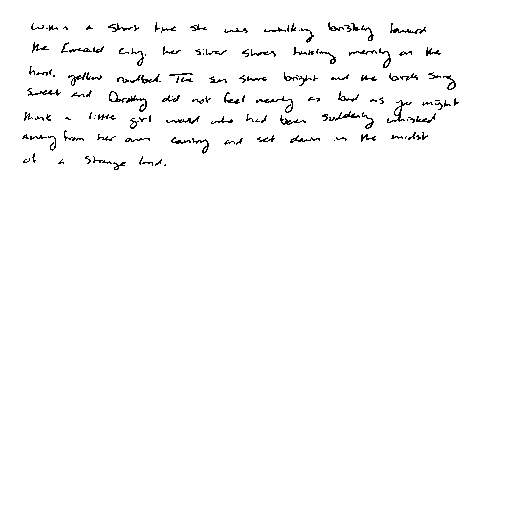 Within a short time she was walking briskly toward
the Emerald City, her silver shoes tinkling merrily on the
hard, yellow roadbed. The sun shone bright and the birds sang
sweet and Dorothy did not feel nearly as bad as you might
think a little girl would who had been suddenly whisked
away from her own country and set down in the midst
of a strange land.